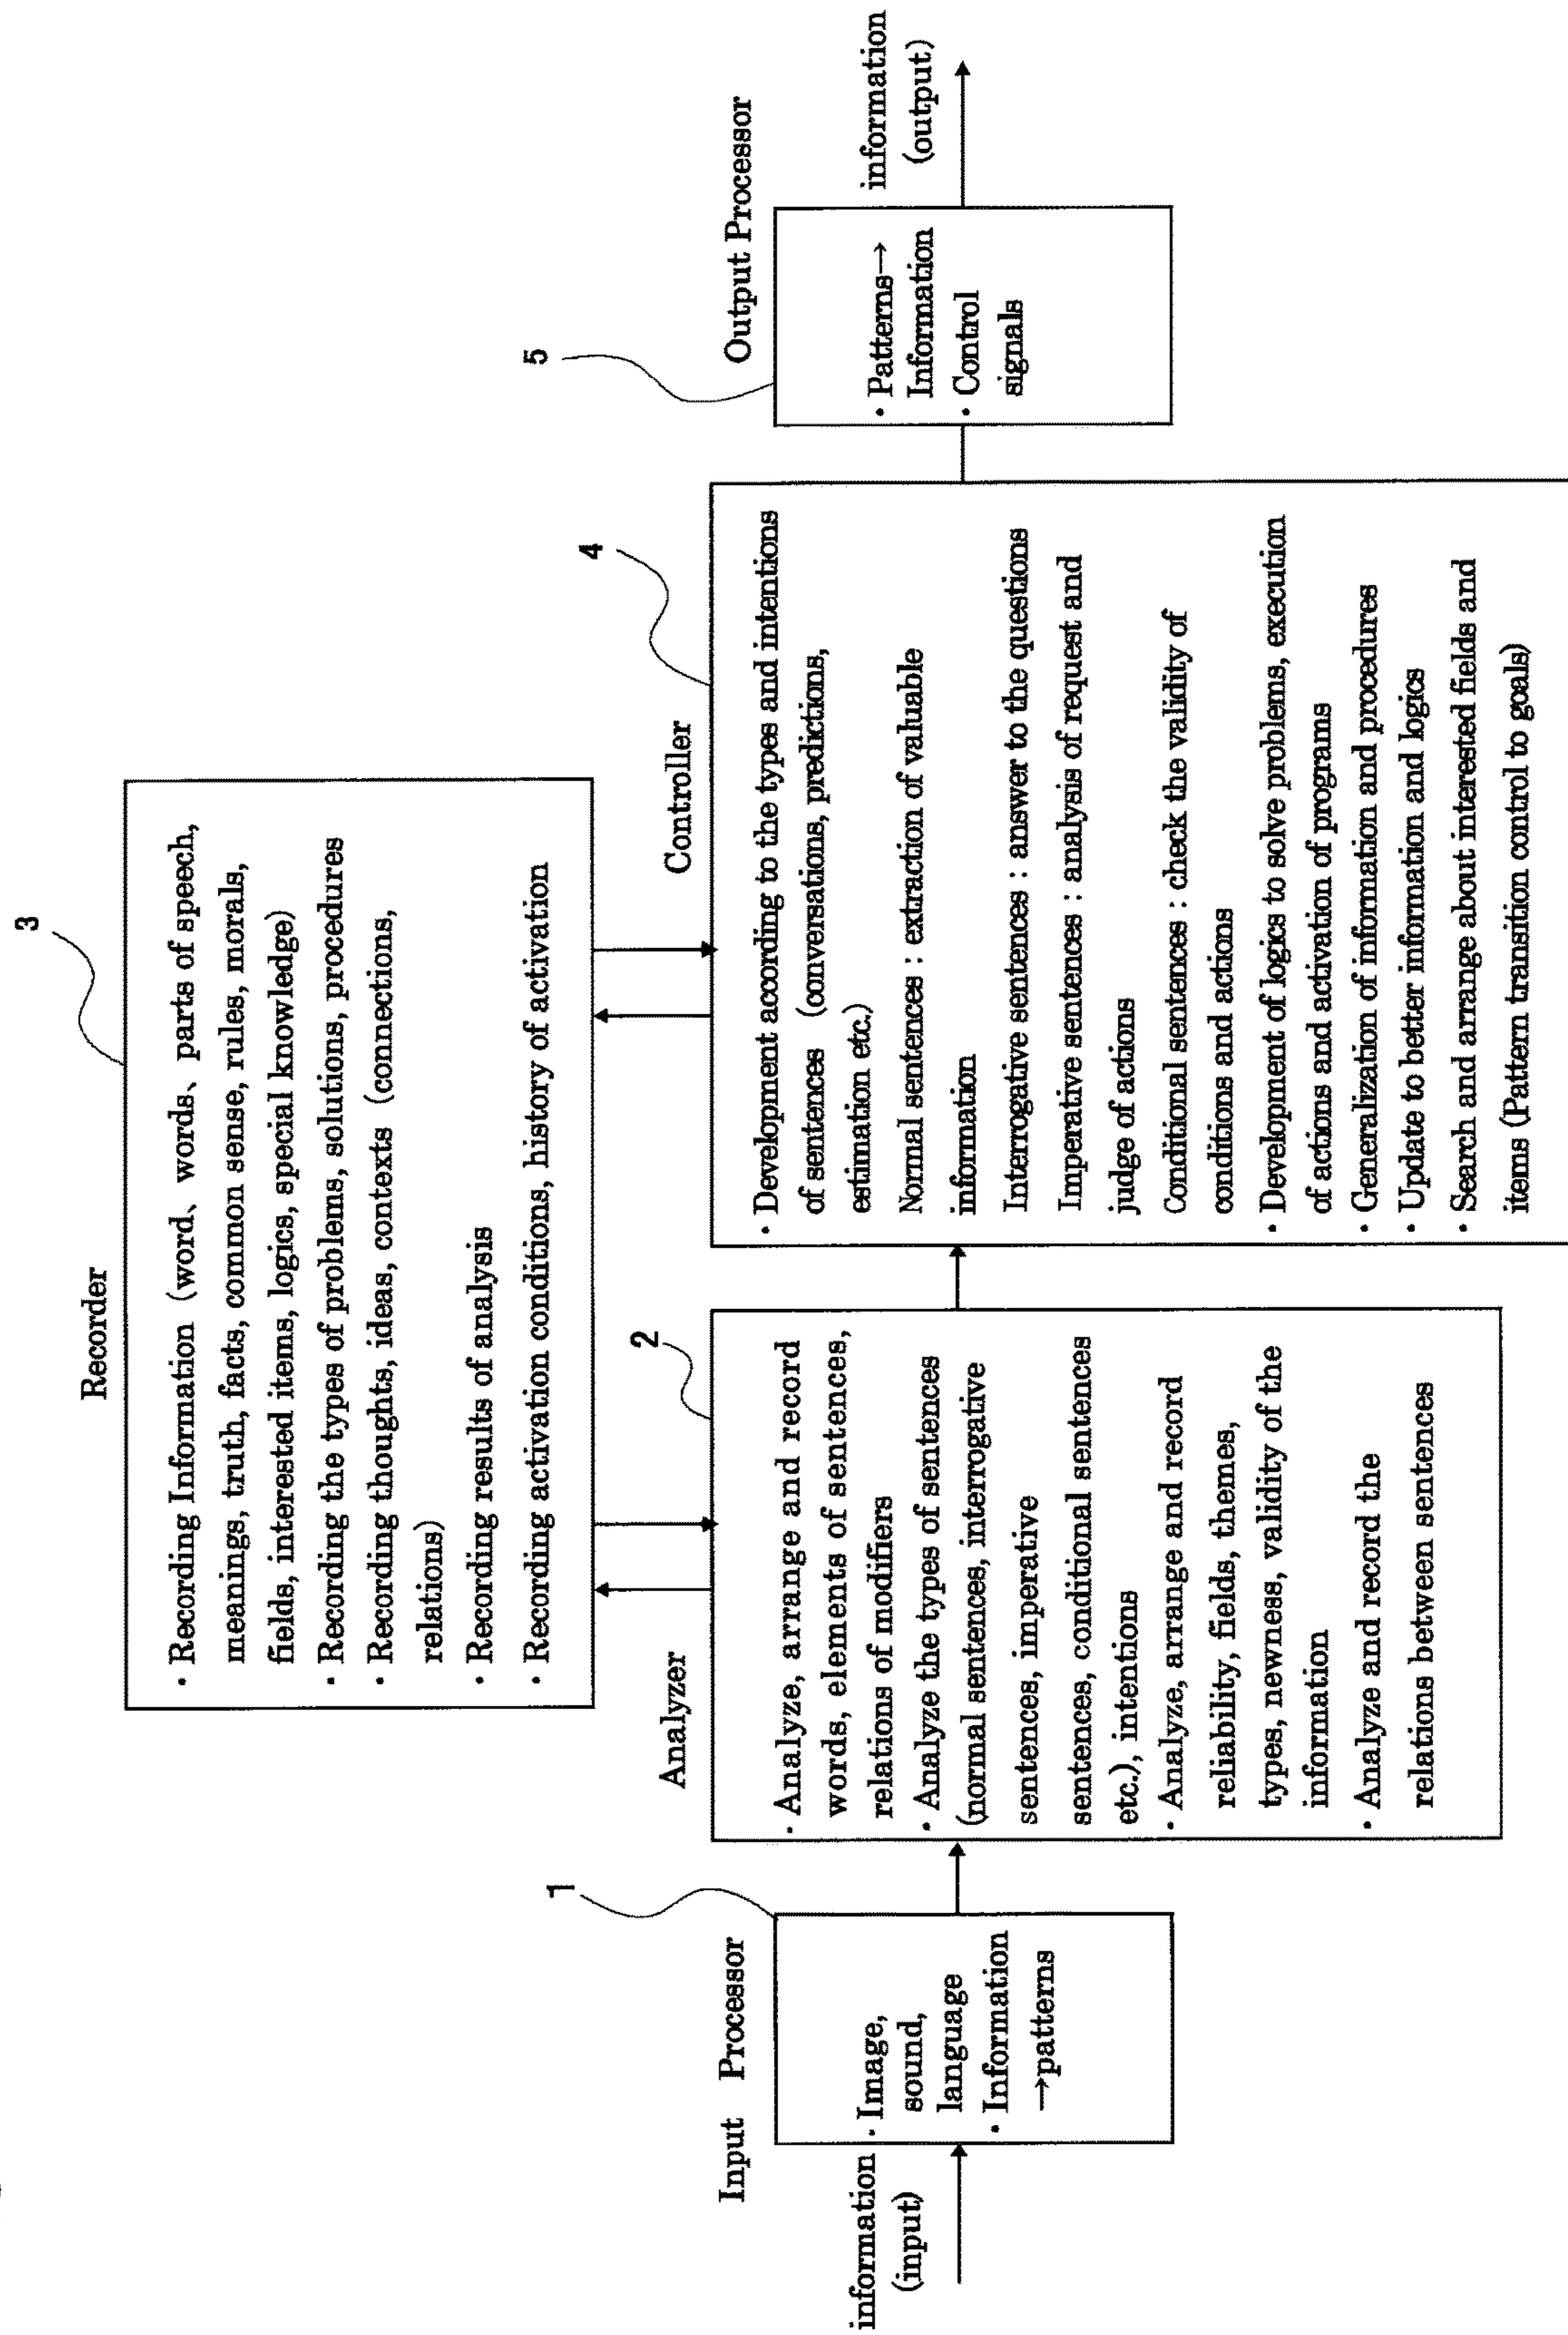 Recorder
3
・Recording Information (word、words、parts of speech,
meanings, truth, facts, common sense, rules, morals,
fields, interested items, logics, special knowledge)
・Recording the types of problems, solutions, procedures
・Recording thoughts, ideas, contexts (connections,
relations)
・Recording results of analysis
・Recording activation conditions, history of activation
Input Processor
1
information
(input)
・Image,
sound,
language
・Information
→patterns
Analyzer
2
・Analyze, arrange and record
words, elements of sentences,
relations of modifiers
・Analyze the types of sentences
(normal sentences, interrogative
sentences, imperative
sentences, conditional sentences
etc.), intentions
・Analyze, arrange and record
reliability, fields, themes,
types, newness, validity of the
information
・Analyze and record the
relations between sentences
Controller
4
・Development according to the types and intentions
of sentences (conversations, predictions,
estimation etc.)
Normal sentences : extraction of valuable
information
Interrogative sentences : answer to the questions
Imperative sentences : analysis of request and
judge of actions
Conditional sentences : check the validity of
conditions and actions
・Development of logics to solve problems, execution
of actions and activation of programs
・Generalization of information and procedures
・Update to better information and logics
・Search and arrange about interested fields and
items (Pattern transition control to goals)
Output Processor
5
・Patterns→
Information
・Control
signals
information
(output)